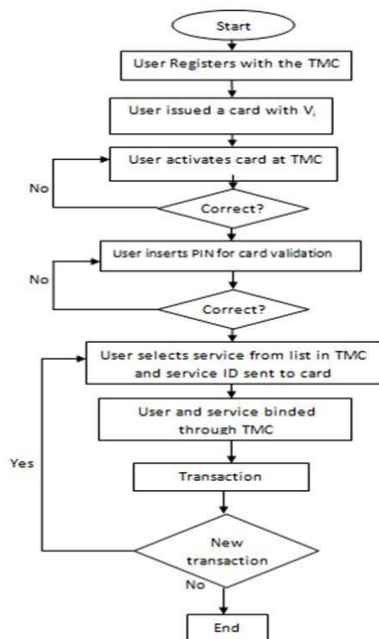 Start
User Registers with the TMC
User issued a card with Vᵢ
User activates card at TMC
No
Correct?
User inserts PIN for card validation
No
Correct?
User selects service from list in TMC
and service ID sent to card
User and service binded
through TMC
Yes
Transaction
New
transaction
No
End